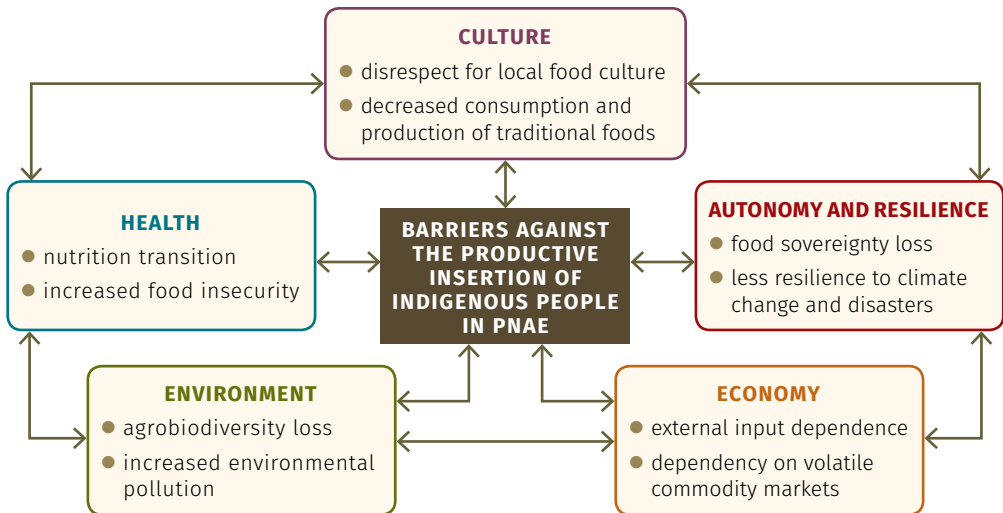 CULTURE
disrespect for local food culture
decreased consumption and
production of traditional foods
HEALTH
nutrition transition
increased food insecurity
BARRIERS AGAINST
THE PRODUCTIVE
INSERTION OF
INDIGENOUS PEOPLE
IN PNAE
AUTONOMY AND RESILIENCE
food sovereignty loss
less resilience to climate
change and disasters
ENVIRONMENT
agrobiodiversity loss
increased environmental
pollution
ECONOMY
external input dependence
dependency on volatile
commodity markets